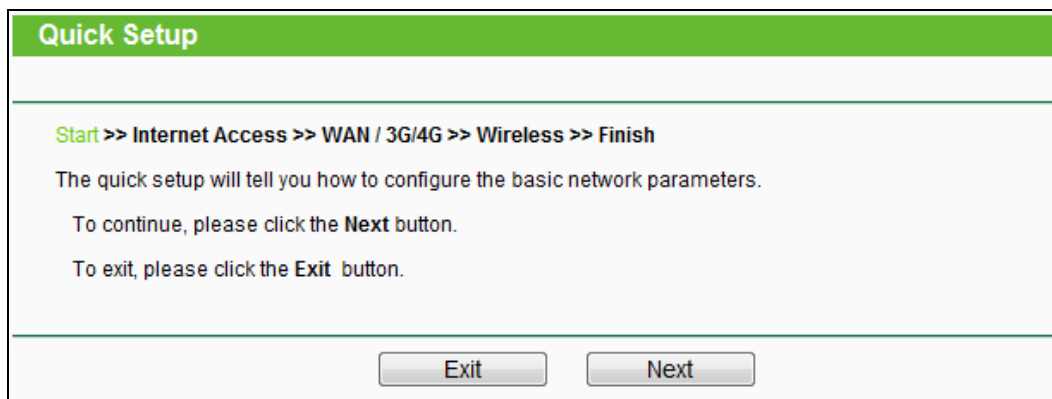 Quick Setup
Start >> Internet Access >> WAN / 3G/4G >> Wireless >> Finish
The quick setup will tell you how to configure the basic network parameters.
To continue, please click the Next button.
To exit, please click the Exit button.
Exit Next